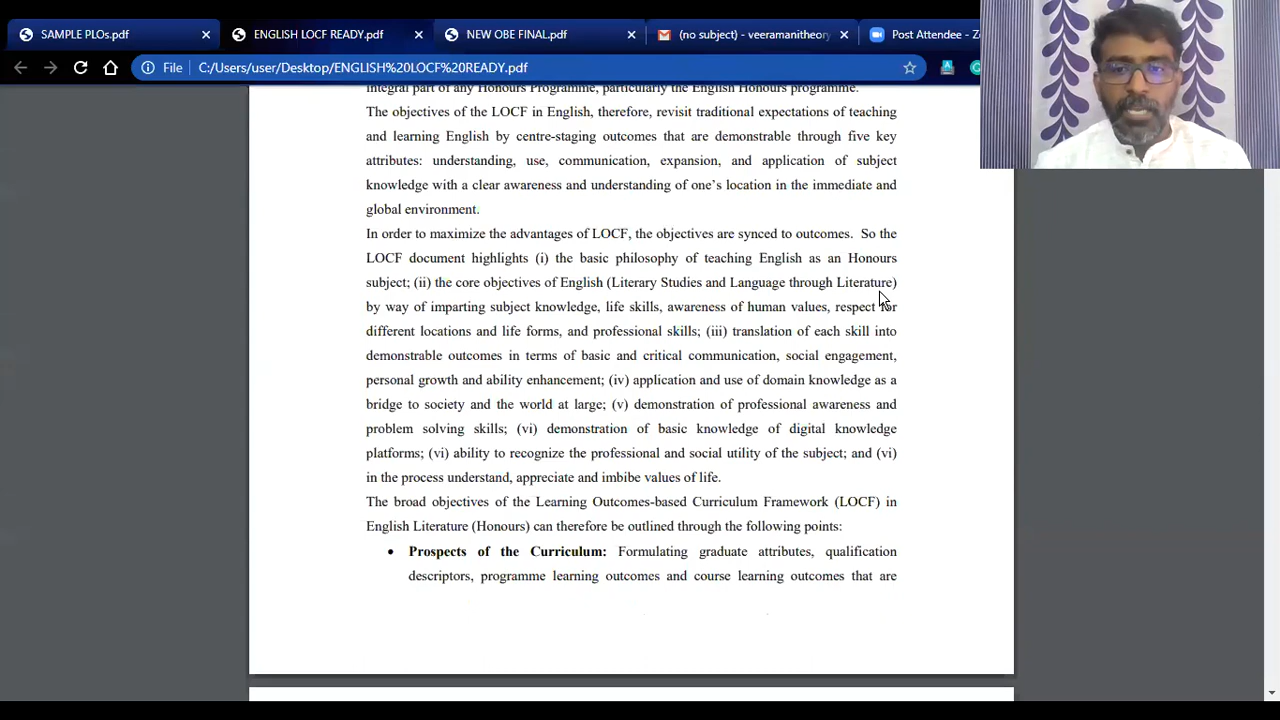 SAMPLE PLOs.pdf
ENGLISH LOCF READY.pdf
NEW OBE FINAL.pdf
(no subject) - veeramanitheory
Post Attendee - Z
File
C:/Users/user/Desktop/ENGLISH%20LOCF%20READY.pdf
integral part of any Honours Programme, particularly the English Honours programme.
The objectives of the LOCF in English, therefore, revisit traditional expectations of teaching
and learning English by centre-staging outcomes that are demonstrable through five key
attributes: understanding, use, communication, expansion, and application of subject
knowledge with a clear awareness and understanding of one's location in the immediate and
global environment.
In order to maximize the advantages of LOCF, the objectives are synced to outcomes. So the
LOCF document highlights (i) the basic philosophy of teaching English as an Honours
subject; (ii) the core objectives of English (Literary Studies and Language through Literature)
by way of imparting subject knowledge, life skills, awareness of human values, respect for
different locations and life forms, and professional skills; (iii) translation of each skill into
demonstrable outcomes in terms of basic and critical communication, social engagement,
personal growth and ability enhancement; (iv) application and use of domain knowledge as a
bridge to society and the world at large; (v) demonstration of professional awareness and
problem solving skills; (vi) demonstration of basic knowledge of digital knowledge
platforms; (vi) ability to recognize the professional and social utility of the subject; and (vi)
in the process understand, appreciate and imbibe values of life.
The broad objectives of the Learning Outcomes-based Curriculum Framework (LOCF) in
English Literature (Honours) can therefore be outlined through the following points:
• Prospects of the Curriculum: Formulating graduate attributes, qualification
descriptors, programme learning outcomes and course learning outcomes that are